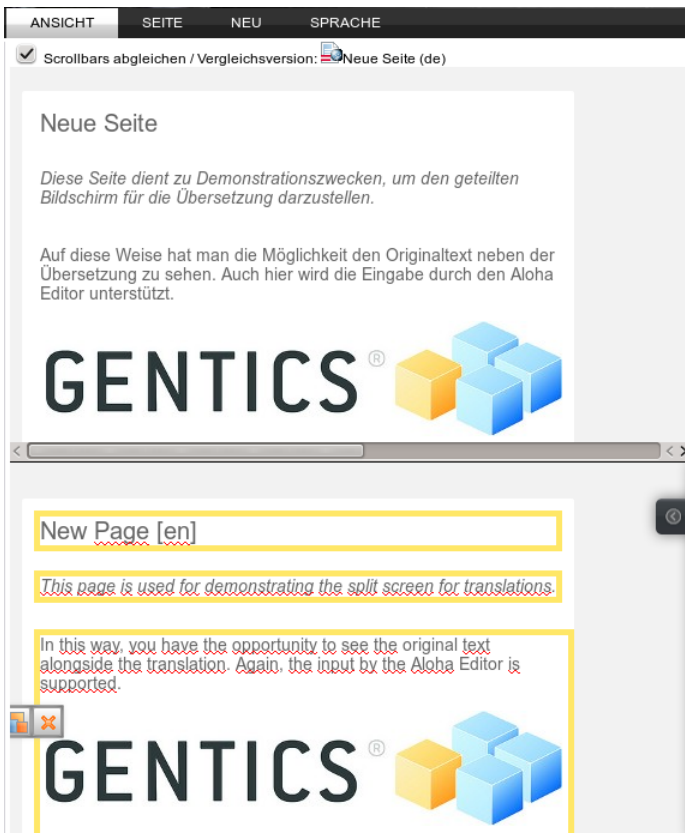 ANSICHT SEITE NEU SPRACHE
Scrollbars abgleichen / Vergleichsversion: Neue Seite (de)
Neue Seite
Diese Seite dient zu Demonstrationszwecken, um den geteilten
Bildschirm für die Übersetzung darzustellen.
Auf diese Weise hat man die Möglichkeit den Originaltext neben der
Übersetzung zu sehen. Auch hier wird die Eingabe durch den Aloha
Editor unterstützt.
GENTICS®
New Page [en]
This page is used for demonstrating the split screen for translations.
In this way, you have the opportunity to see the original text
alongside the translation. Again, the input by the Aloha Editor is
supported.
GENTICS®